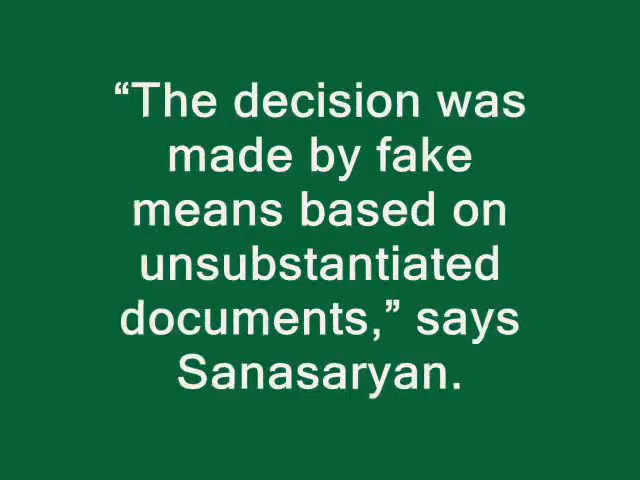 “The decision was
made by fake
means based on
unsubstantiated
documents,” says
Sanasaryan.